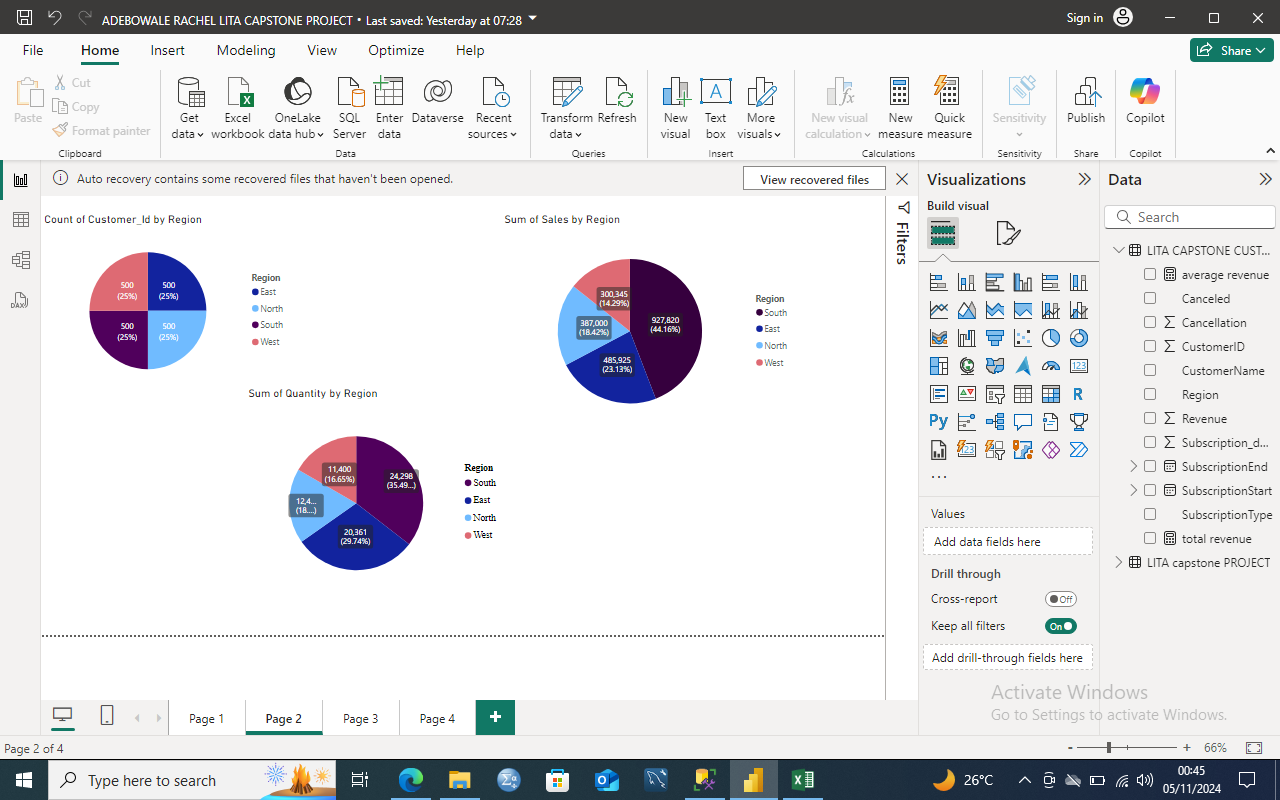 ADEBOWALE RACHEL LITA CAPSTONE PROJECT • Last saved: Yesterday at 07:28
Sign in
File Home Insert Modeling View Optimize Help
Share
Paste
Cut
Copy
Format painter
Clipboard
Get data
Excel workbook
OneLake data hub
SQL Server
Enter data
Dataverse
Recent sources
Data
Transform data
Refresh
Queries
New visual
Text box
More visuals
Insert
New visual calculation
New measure
Quick measure
Calculations
Sensitivity
Sensitivity
Publish
Share
Copilot
Copilot
Auto recovery contains some recovered files that haven't been opened.
View recovered files
Count of Customer_Id by Region
500
(25%)
500
(25%)
500
(25%)
500
(25%)
Region
East
North
South
West
Sum of Sales by Region
300,345
(14.29%)
387,000
(18.42%)
927,820
(44.16%)
485,925
(23.13%)
Region
South
East
North
West
Sum of Quantity by Region
11,400
(16.65%)
24,298
(35.49...)
12,4...
(18....)
20,361
(29.74%)
Region
South
East
North
West
Filters
Visualizations
Build visual
Values
Add data fields here
Drill through
Cross-report
Off
Keep all filters
On
Add drill-through fields here
Data
Search
LITA CAPSTONE CUST...
average revenue
Canceled
Cancellation
CustomerID
CustomerName
Region
Revenue
Subscription_d...
SubscriptionEnd
SubscriptionStart
SubscriptionType
total revenue
LITA capstone PROJECT
Activate Windows
Go to Settings to activate Windows.
Page 1
Page 2
Page 3
Page 4
Page 2 of 4
66%
Type here to search
26°C
00:45
05/11/2024